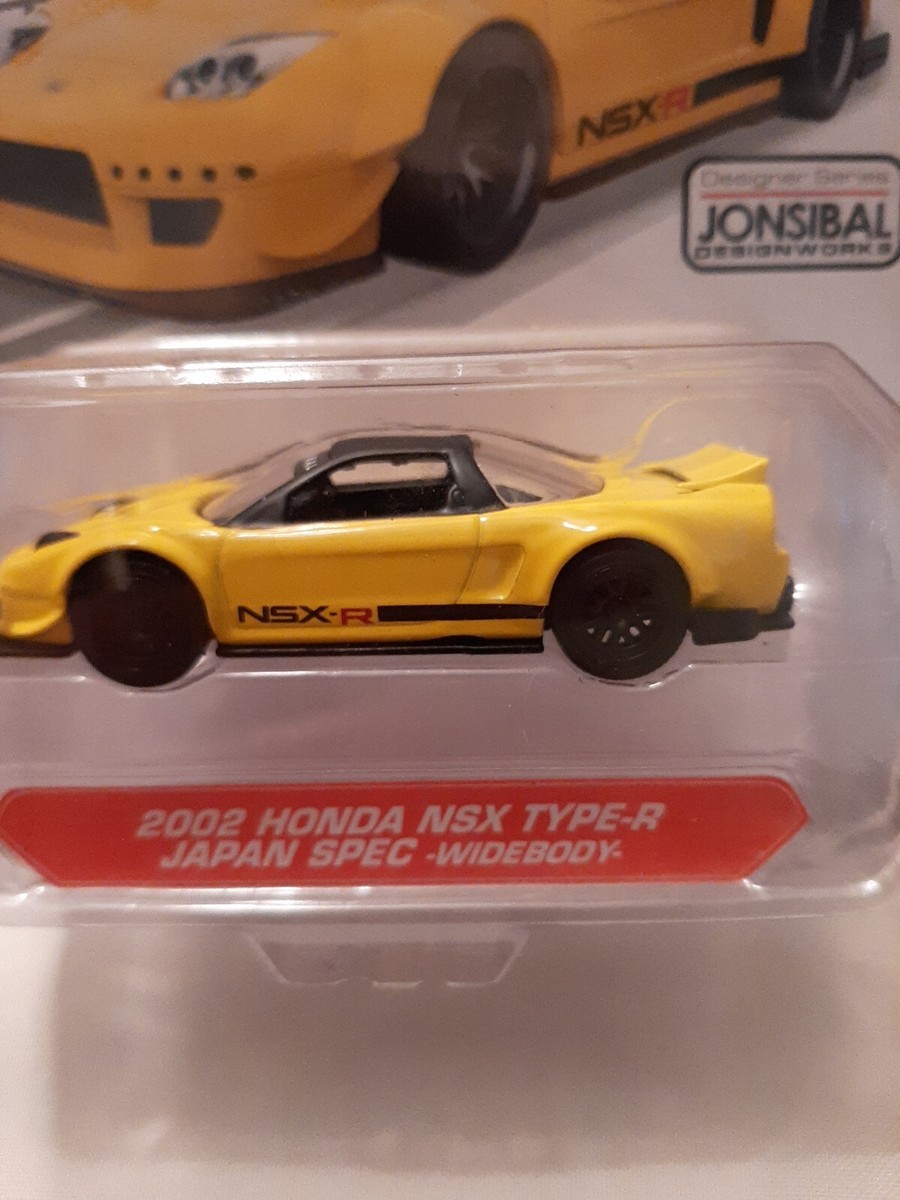 NSX-R
Designer Series
JONSIBAL
DESIGNWORKS
NSX-R
2002 HONDA NSX TYPE-R
JAPAN SPEC -WIDEBODY-